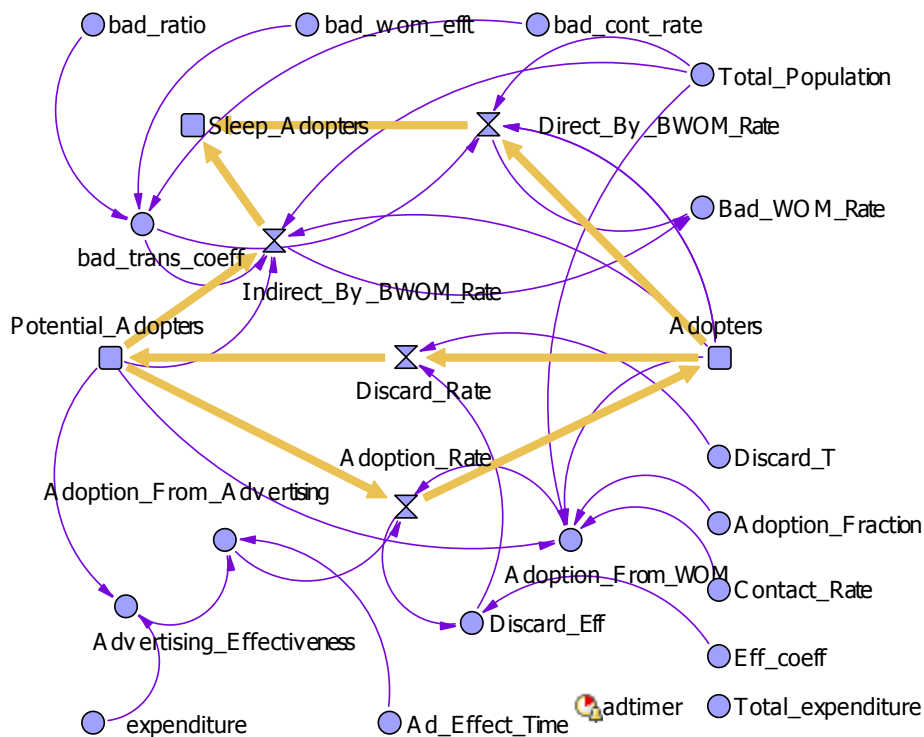 bad_ratio
bad_wom_efft
bad_cont_rate
Total_Population
Sleep_Adopters
Direct_By_BWOM_Rate
Bad_WOM_Rate
bad_trans_coeff
Indirect_By_BWOM_Rate
Potential_Adopters
Adopters
Discard_Rate
Adoption_Rate
Discard_T
Adoption_From_Advertising
Adoption_Fraction
Adoption_From_WOM
Contact_Rate
Discard_Eff
Advertising_Effectiveness
Eff_coeff
expenditure
Ad_Effect_Time
adtimer
Total_expenditure